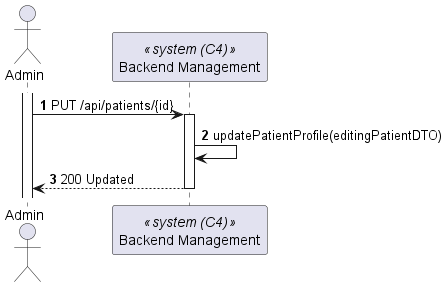 Admin
« system (C4) »
Backend Management
1 PUT /api/patients/{id}
2 updatePatientProfile(editingPatientDTO)
3 200 Updated
Admin
« system (C4) »
Backend Management